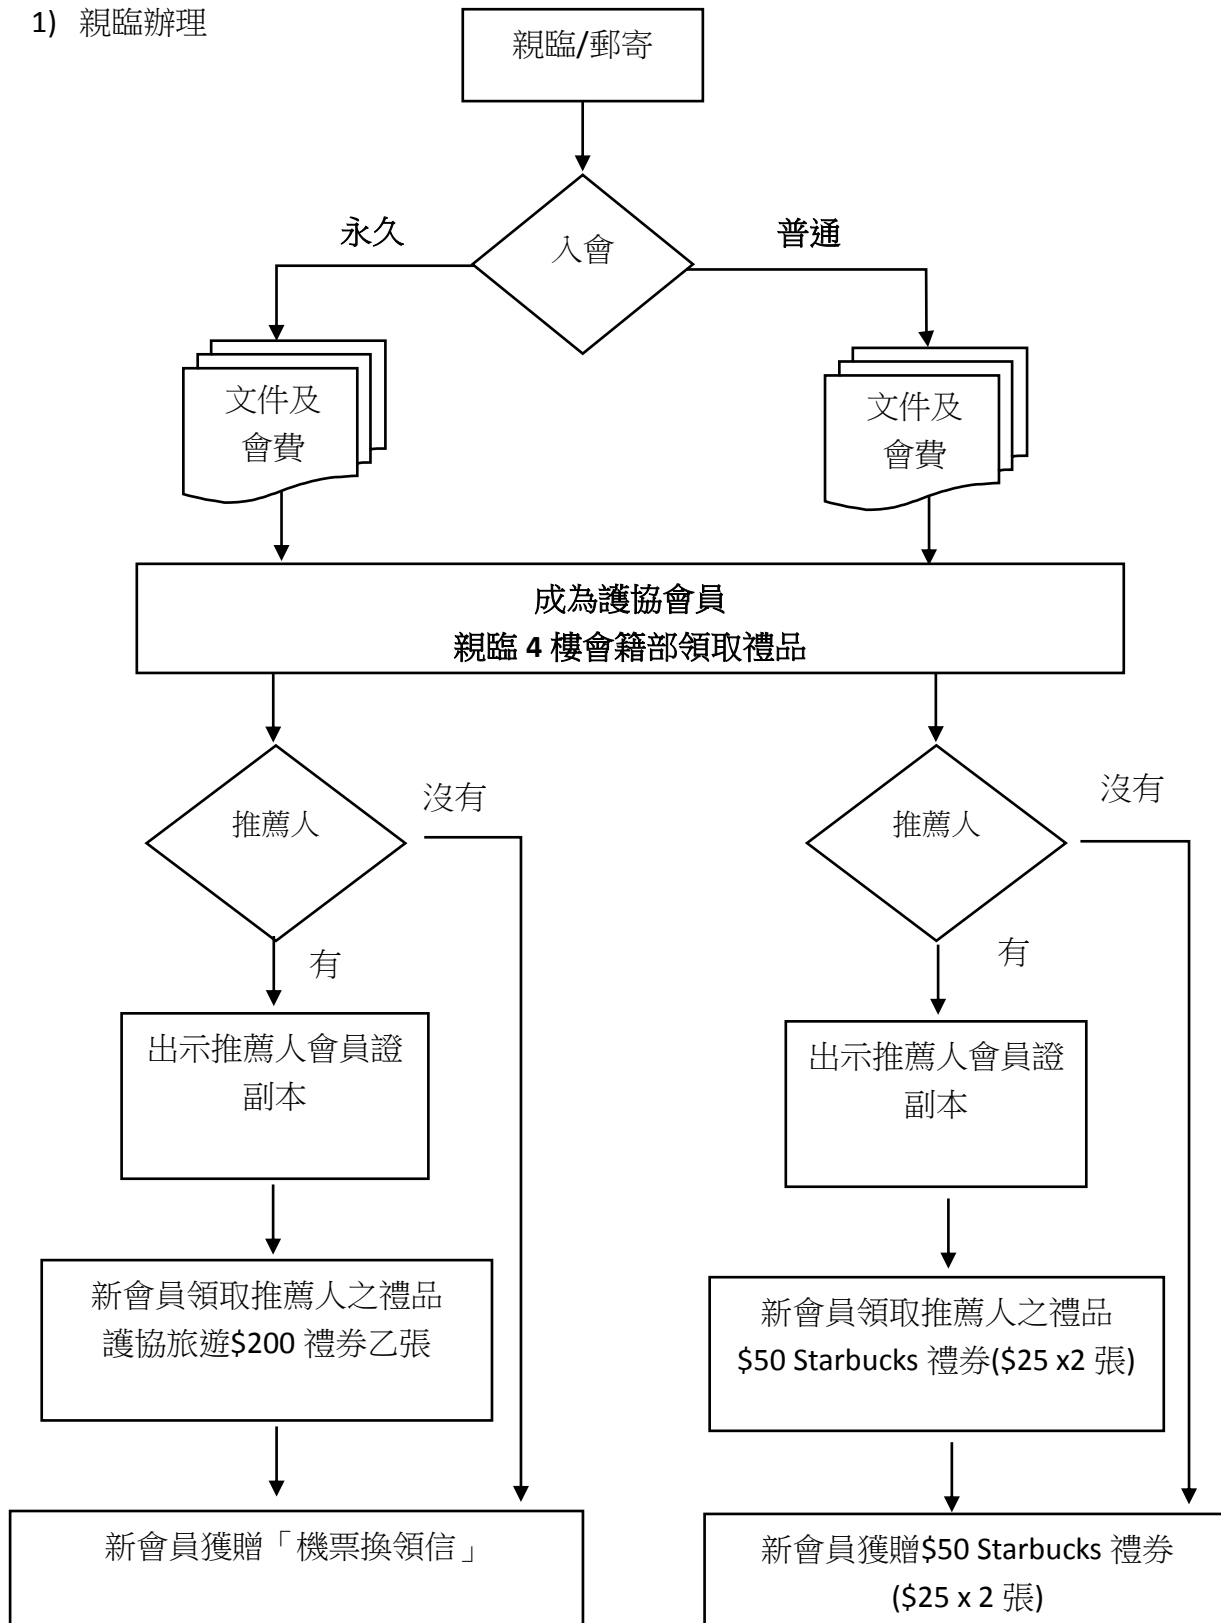 1) 親臨辦理
親臨/郵寄
入會
永久
普通
文件及
會費
文件及
會費
成為護協會員
親臨 4 樓會籍部領取禮品
推薦人
沒有
有
出示推薦人會員證
副本
新會員領取推薦人之禮品
護協旅遊$200 禮券乙張
新會員獲贈「機票換領信」
推薦人
沒有
有
出示推薦人會員證
副本
新會員領取推薦人之禮品
$50 Starbucks 禮券($25 x2 張)
新會員獲贈$50 Starbucks 禮券
($25 x 2 張)